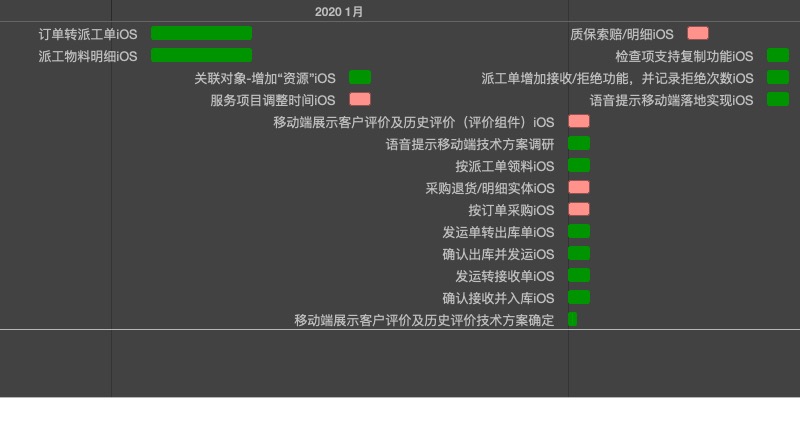 2020 1月
订单转派工单iOS
质保索赔/明细iOS
派工物料明细iOS
检查项支持复制功能iOS
关联对象-增加“资源”iOS
派工单增加接收/拒绝功能，并记录拒绝次数iOS
服务项目调整时间iOS
语音提示移动端落地实现iOS
移动端展示客户评价及历史评价（评价组件）iOS
语音提示移动端技术方案调研
按派工单领料iOS
采购退货/明细实体iOS
按订单采购iOS
发运单转出库单iOS
确认出库并发运iOS
发运转接收单iOS
确认接收并入库iOS
移动端展示客户评价及历史评价技术方案确定